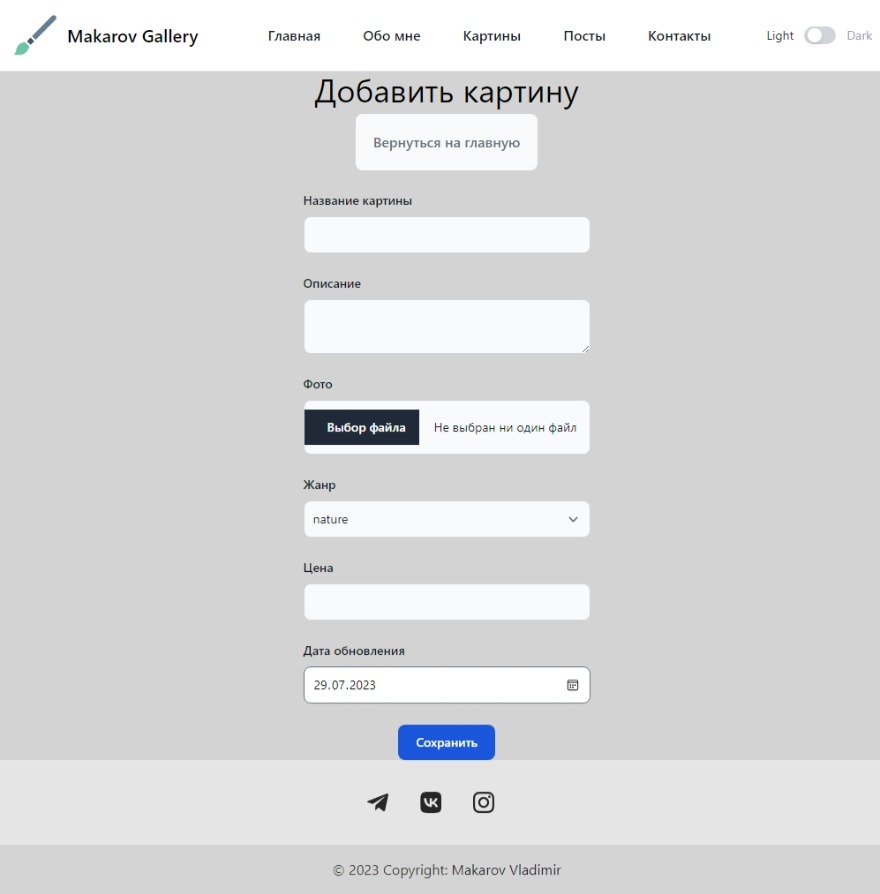 Makarov Gallery Главная Обо мне Картины Посты Контакты Light Dark
Добавить картину
Вернуться на главную
Название картины
Описание
Фото
Выбор файла Не выбран ни один файл
Жанр
nature
Цена
Дата обновления
29.07.2023
Сохранить
© 2023 Copyright: Makarov Vladimir